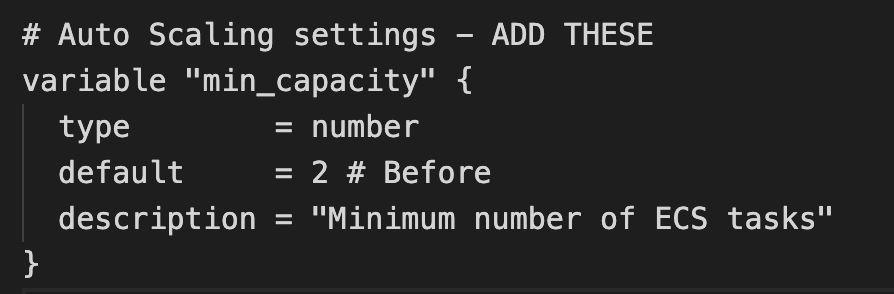 # Auto Scaling settings – ADD THESE
variable "min_capacity" {
  type        = number
  default     = 2 # Before
  description = "Minimum number of ECS tasks"
}